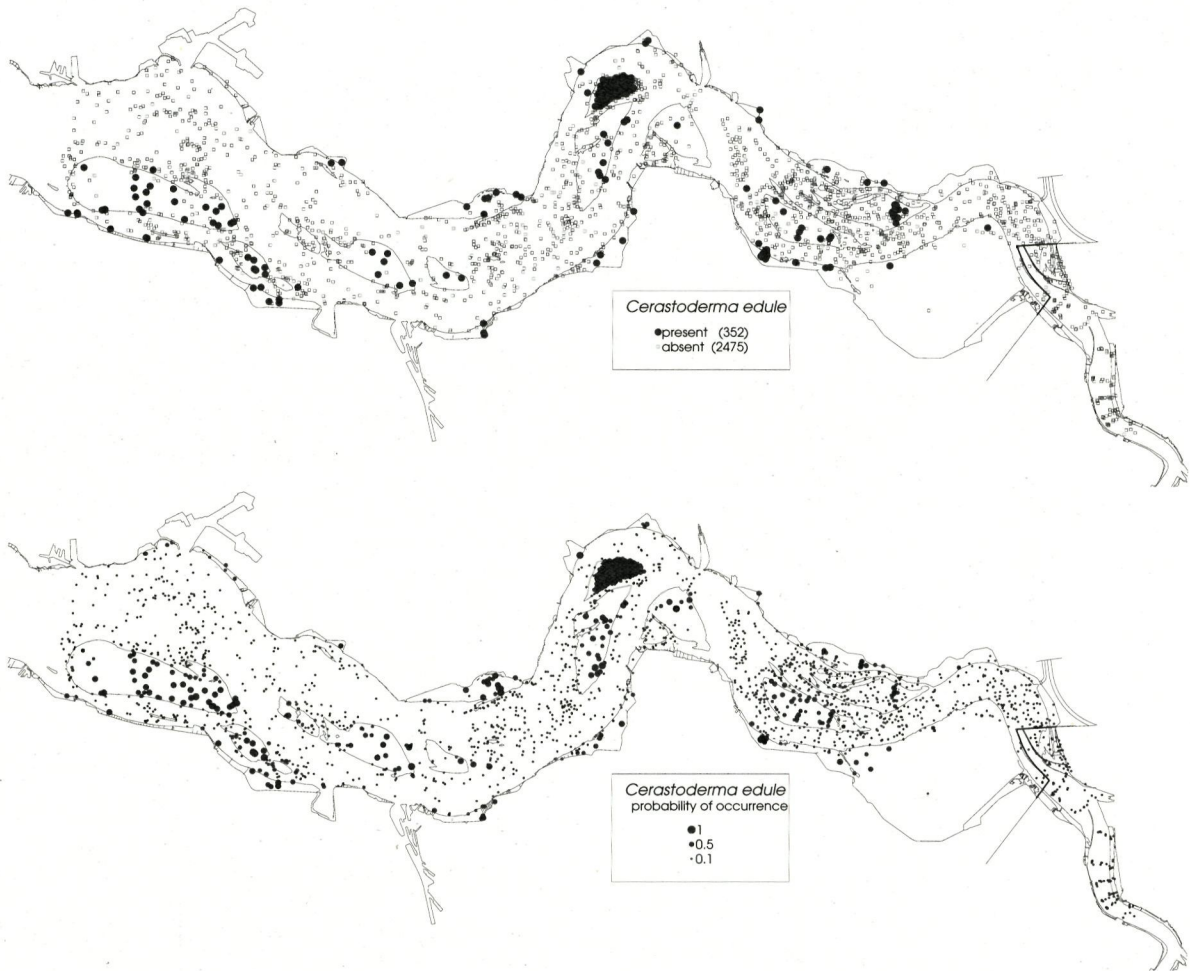 Cerastoderma edule
present (352)
absent (2475)
Cerastoderma edule
probability of occurrence
1
0.5
0.1